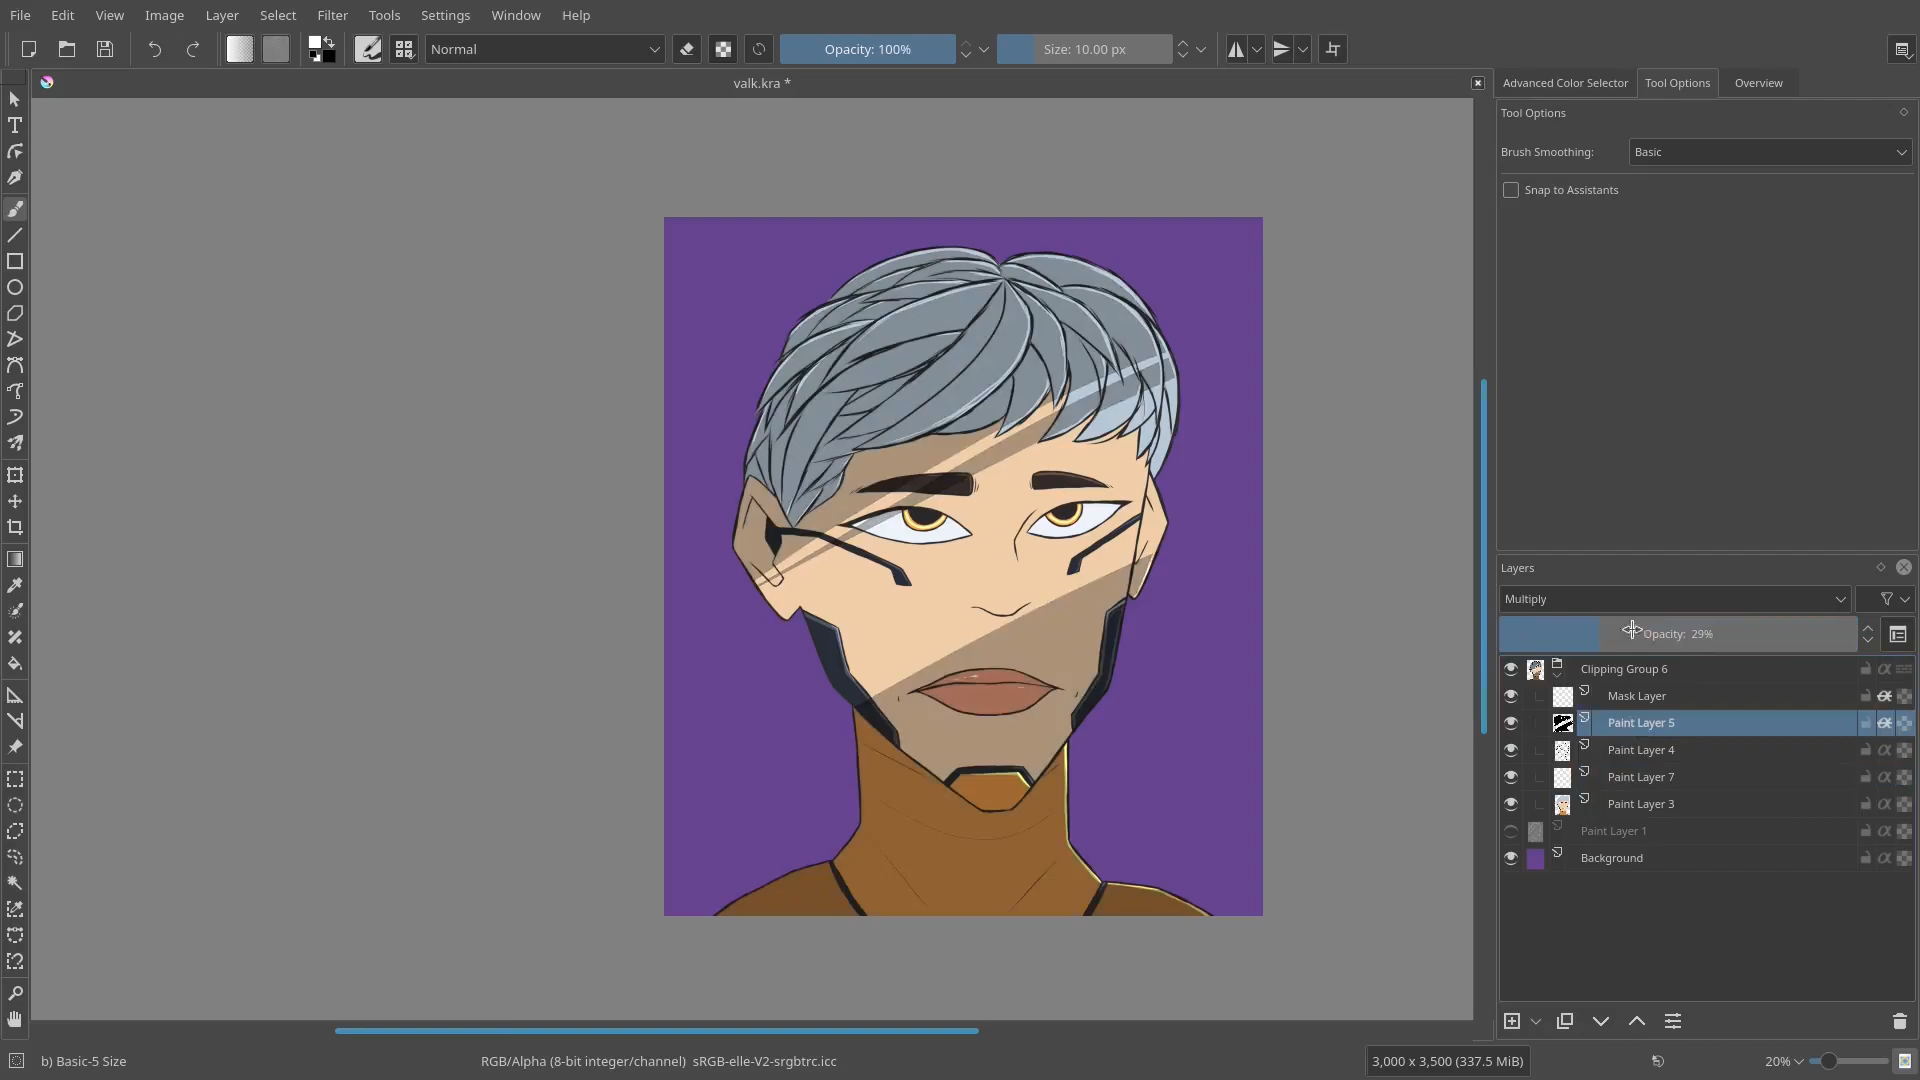 File Edit View Image Layer Select Filter Tools Settings Window Help
Normal Opacity: 100% Size: 10.00 px
valk.kra *
Advanced Color Selector Tool Options Overview
Tool Options
Brush Smoothing: Basic
Snap to Assistants
Layers
Multiply
Opacity: 29%
Clipping Group 6
Mask Layer
Paint Layer 5
Paint Layer 4
Paint Layer 7
Paint Layer 3
Paint Layer 1
Background
b) Basic-5 Size RGB/Alpha (8-bit integer/channel) sRGB-elle-V2-srgbtrc.icc 3,000 x 3,500 (337.5 MiB) 20%